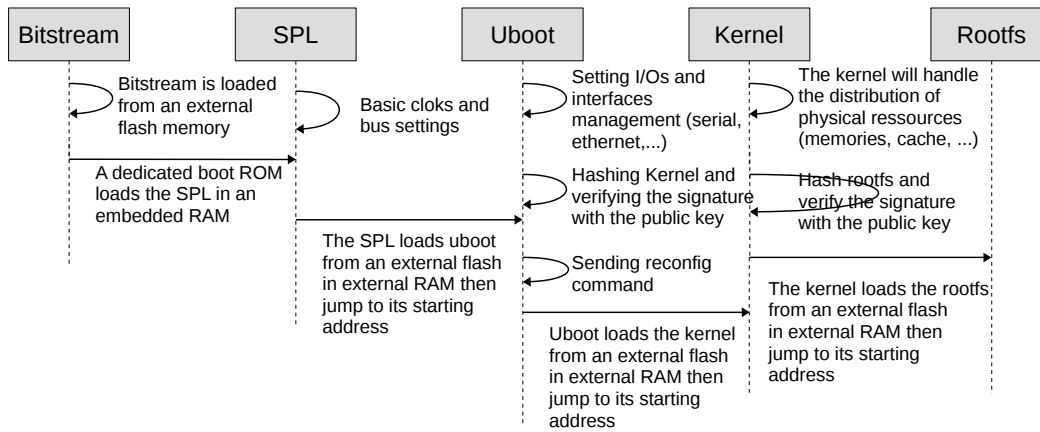 Bitstream
SPL
Uboot
Kernel
Rootfs
Bitstream is loaded
from an external
flash memory
Basic cloks and
bus settings
Setting I/Os and
interfaces
management (serial,
ethernet,...)
The kernel will handle
the distribution of
physical ressources
(memories, cache, ...)
A dedicated boot ROM
loads the SPL in an
embedded RAM
Hashing Kernel and
verifying the signature
with the public key
Hash rootfs and
verify the signature
with the public key
The SPL loads uboot
from an external flash
in external RAM then
jump to its starting
address
Sending reconfig
command
The kernel loads the rootfs
from an external flash
in external RAM then
jump to its starting
address
Uboot loads the kernel
from an external flash
in external RAM then
jump to its starting
address